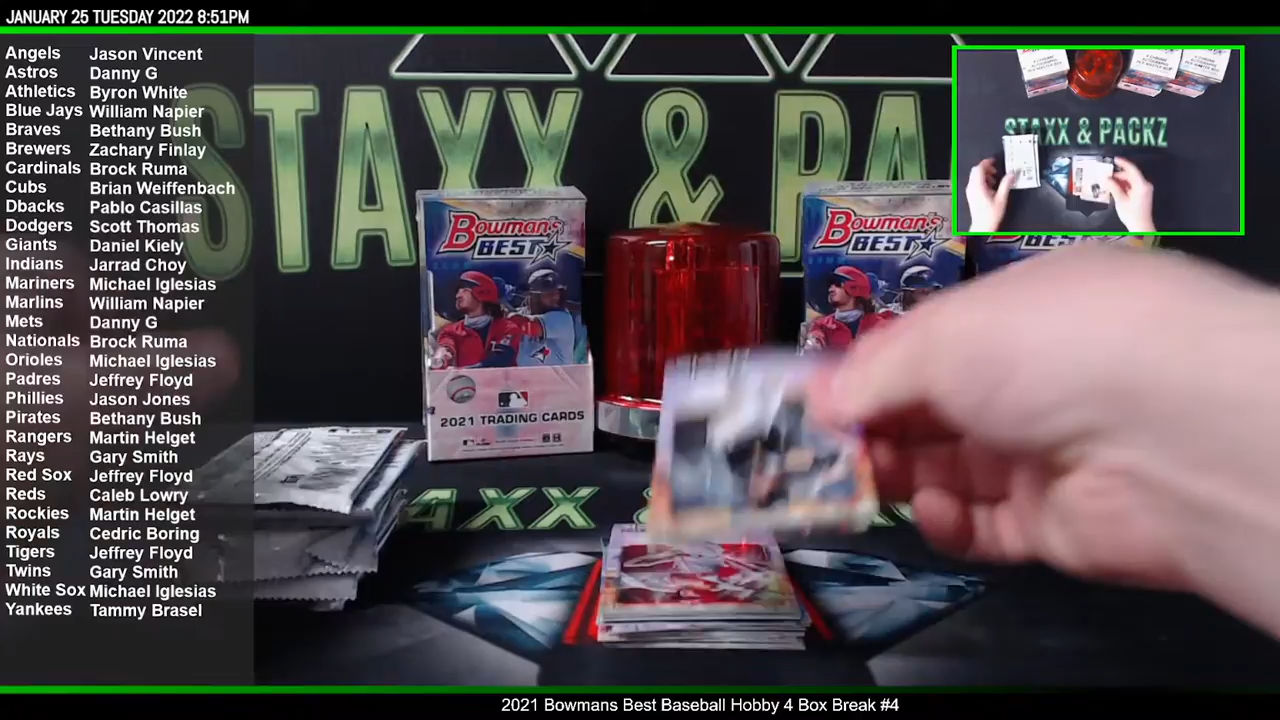 JANUARY 25 TUESDAY 2022 8:51PM
Angels Jason Vincent
Astros Danny G
Athletics Byron White
Blue Jays William Napier
Braves Bethany Bush
Brewers Zachary Finlay
Cardinals Brock Ruma
Cubs Brian Weiffenbach
Dbacks Pablo Casillas
Dodgers Scott Thomas
Giants Daniel Kiely
Indians Jarrad Choy
Mariners Michael Iglesias
Marlins William Napier
Mets Danny G
Nationals Brock Ruma
Orioles Michael Iglesias
Padres Jeffrey Floyd
Phillies Jason Jones
Pirates Bethany Bush
Rangers Martin Helget
Rays Gary Smith
Red Sox Jeffrey Floyd
Reds Caleb Lowry
Rockies Martin Helget
Royals Cedric Boring
Tigers Jeffrey Floyd
Twins Gary Smith
White Sox Michael Iglesias
Yankees Tammy Brasel
STAXX & PA
STAXX & PACKZ
Bowman's
BEST
2021 TRADING CARDS
Bowman's
BEST
AXX &
2021 Bowmans Best Baseball Hobby 4 Box Break #4